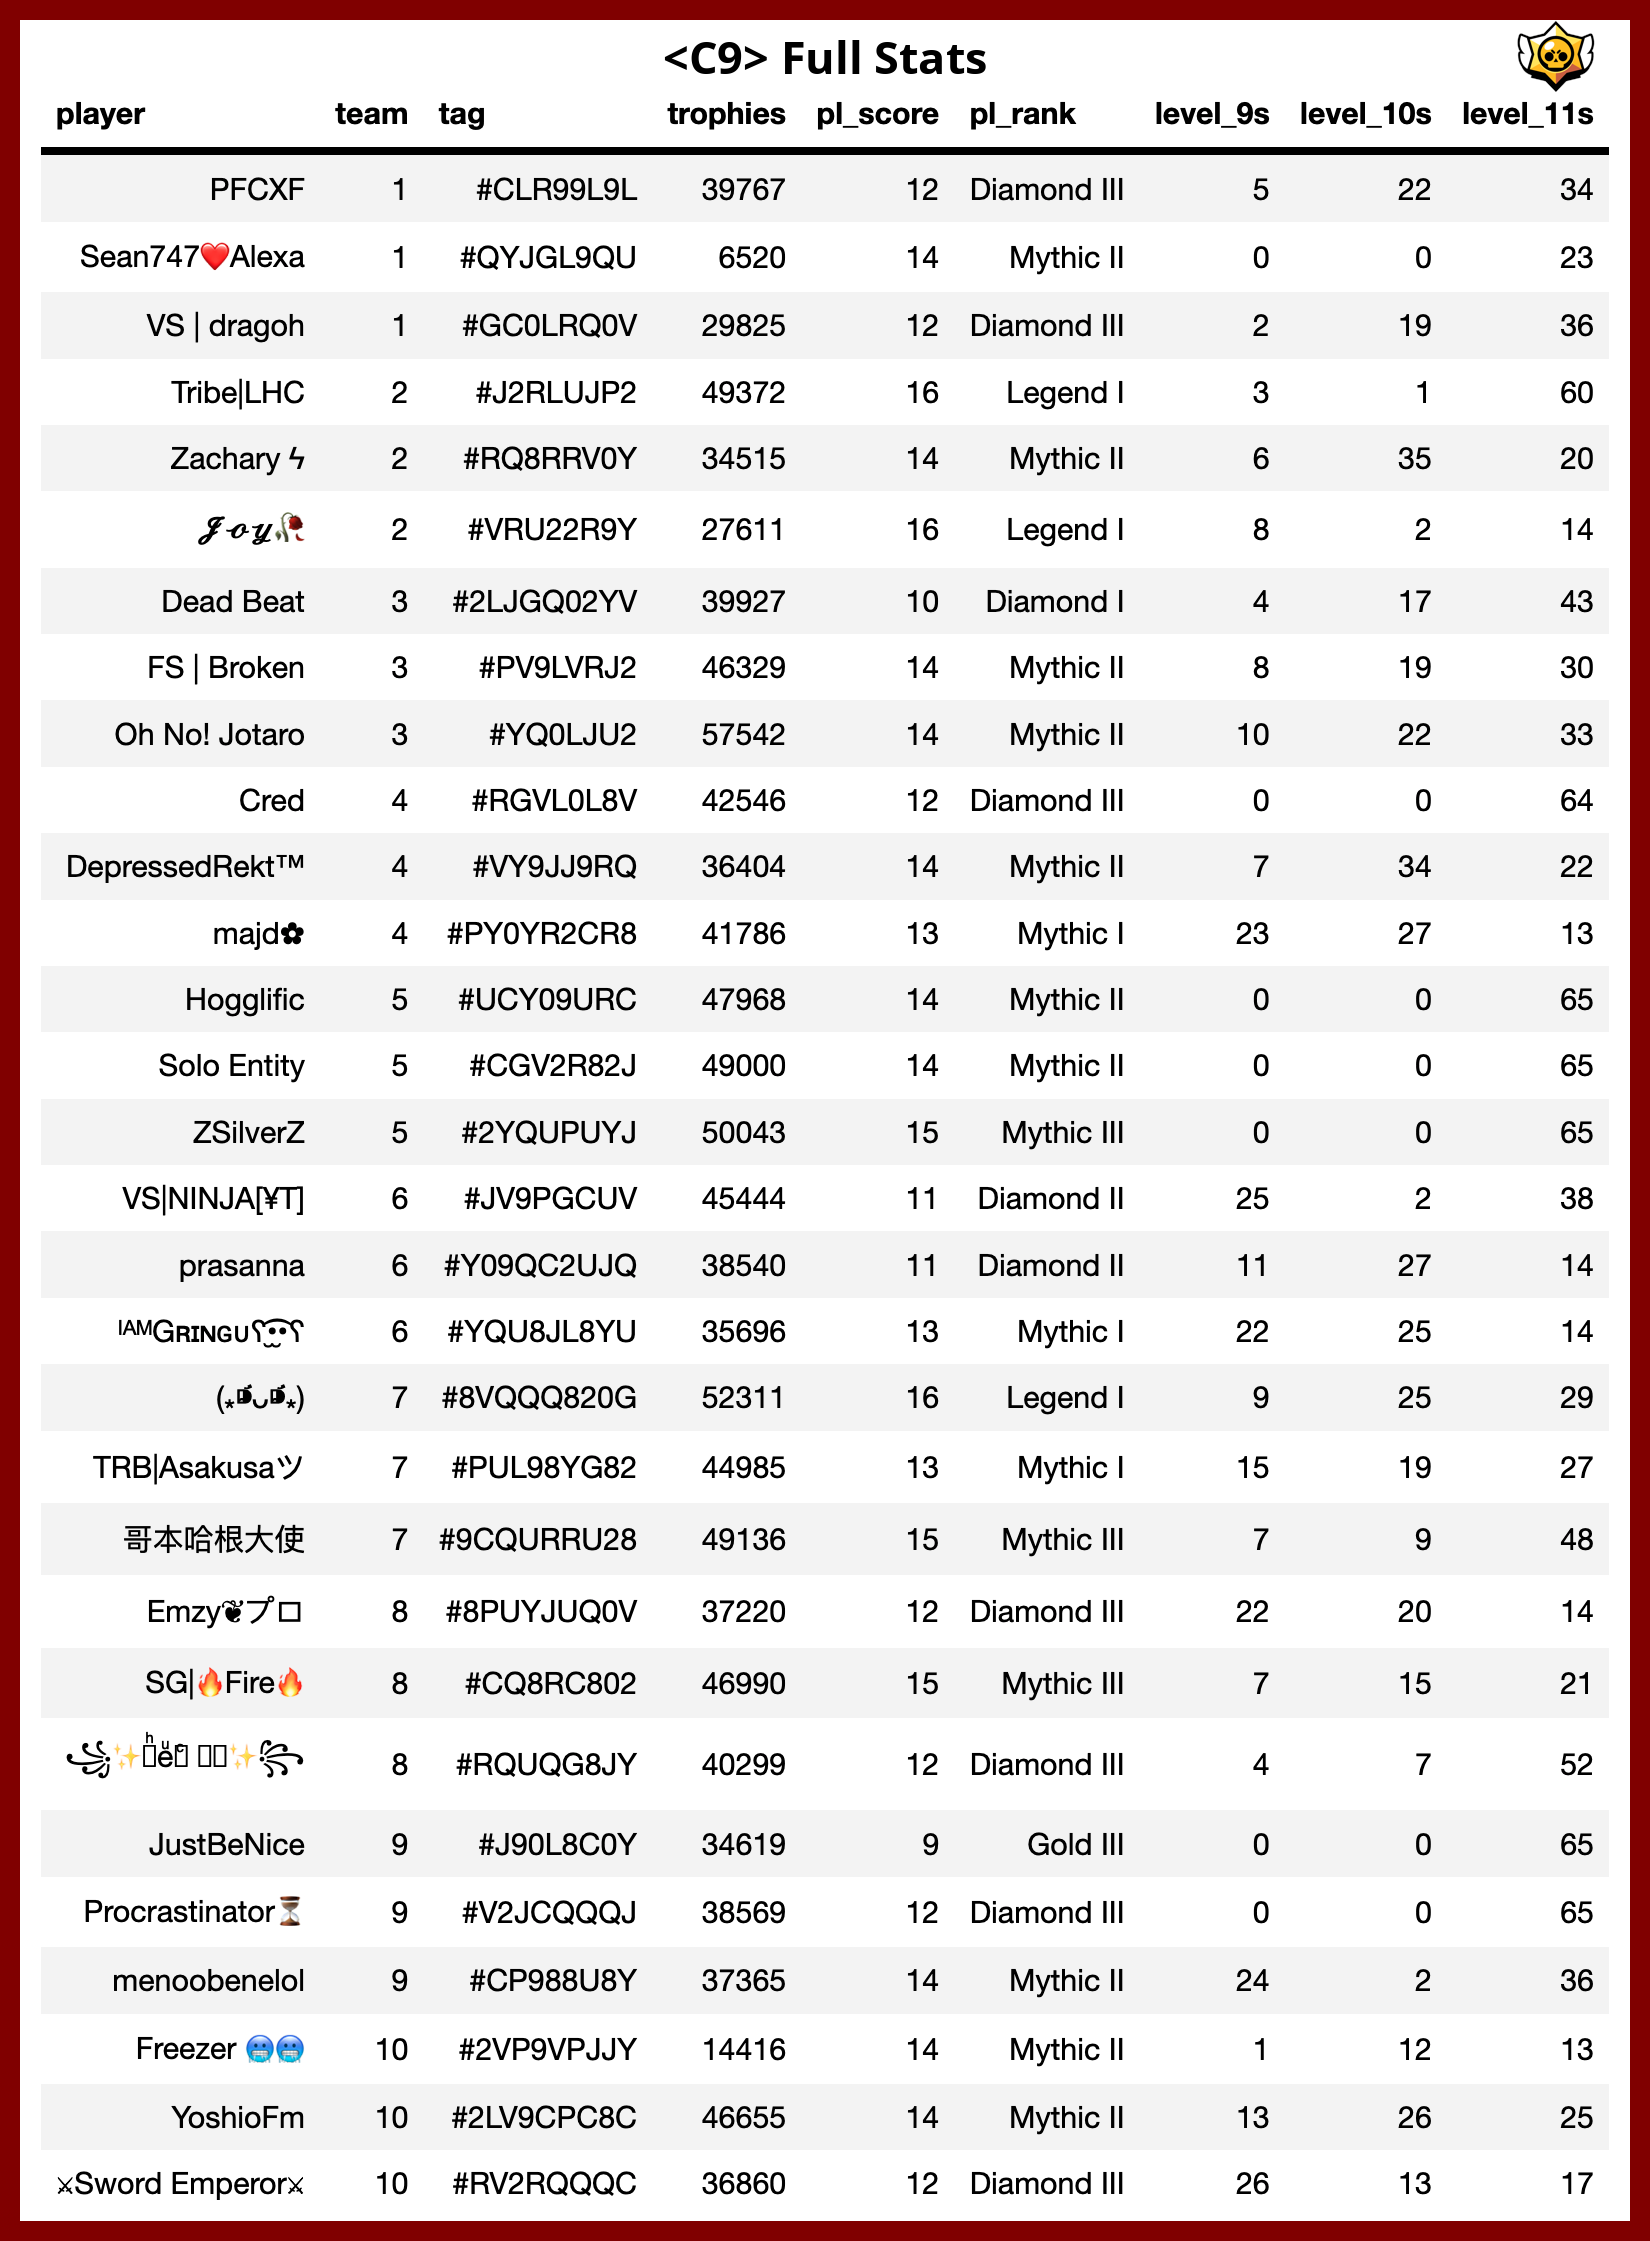 <C9> Full Stats
player team tag trophies pl_score pl_rank level_9s level_10s level_11s
PFCXF 1 #CLR99L9L 39767 12 Diamond III 5 22 34
Sean747❤️Alexa 1 #QYJGL9QU 6520 14 Mythic II 0 0 23
VS | dragoh 1 #GC0LRQ0V 29825 12 Diamond III 2 19 36
Tribe|LHC 2 #J2RLUJP2 49372 16 Legend I 3 1 60
Zachary ϟ 2 #RQ8RRV0Y 34515 14 Mythic II 6 35 20
𝓙𝓸𝔂🥀 2 #VRU22R9Y 27611 16 Legend I 8 2 14
Dead Beat 3 #2LJGQ02YV 39927 10 Diamond I 4 17 43
FS | Broken 3 #PV9LVRJ2 46329 14 Mythic II 8 19 30
Oh No! Jotaro 3 #YQ0LJU2 57542 14 Mythic II 10 22 33
Cred 4 #RGVL0L8V 42546 12 Diamond III 0 0 64
DepressedRekt™ 4 #VY9JJ9RQ 36404 14 Mythic II 7 34 22
majd✿ 4 #PY0YR2CR8 41786 13 Mythic I 23 27 13
Hogglific 5 #UCY09URC 47968 14 Mythic II 0 0 65
Solo Entity 5 #CGV2R82J 49000 14 Mythic II 0 0 65
ZSilverZ 5 #2YQUPUYJ 50043 15 Mythic III 0 0 65
VS|NINJA[¥T] 6 #JV9PGCUV 45444 11 Diamond II 25 2 38
prasanna 6 #Y09QC2UJQ 38540 11 Diamond II 11 27 14
ᴵᴬᴹGʀɪɴɢᴜ 6 #YQU8JL8YU 35696 13 Mythic I 22 25 14
7 #8VQQQ820G 52311 16 Legend I 9 25 29
TRB|Asakusaツ 7 #PUL98YG82 44985 13 Mythic I 15 19 27
哥本哈根大使 7 #9CQURRU28 49136 15 Mythic III 7 9 48
Emzy❦プロ 8 #8PUYJUQ0V 37220 12 Diamond III 22 20 14
SG|🔥Fire🔥 8 #CQ8RC802 46990 15 Mythic III 7 15 21
8 #RQUQG8JY 40299 12 Diamond III 4 7 52
JustBeNice 9 #J90L8C0Y 34619 9 Gold III 0 0 65
Procrastinator⏳ 9 #V2JCQQQJ 38569 12 Diamond III 0 0 65
menoobenelol 9 #CP988U8Y 37365 14 Mythic II 24 2 36
Freezer 🥶🥶 10 #2VP9VPJJY 14416 14 Mythic II 1 12 13
YoshioFm 10 #2LV9CPC8C 46655 14 Mythic II 13 26 25
⚔Sword Emperor⚔ 10 #RV2RQQQC 36860 12 Diamond III 26 13 17